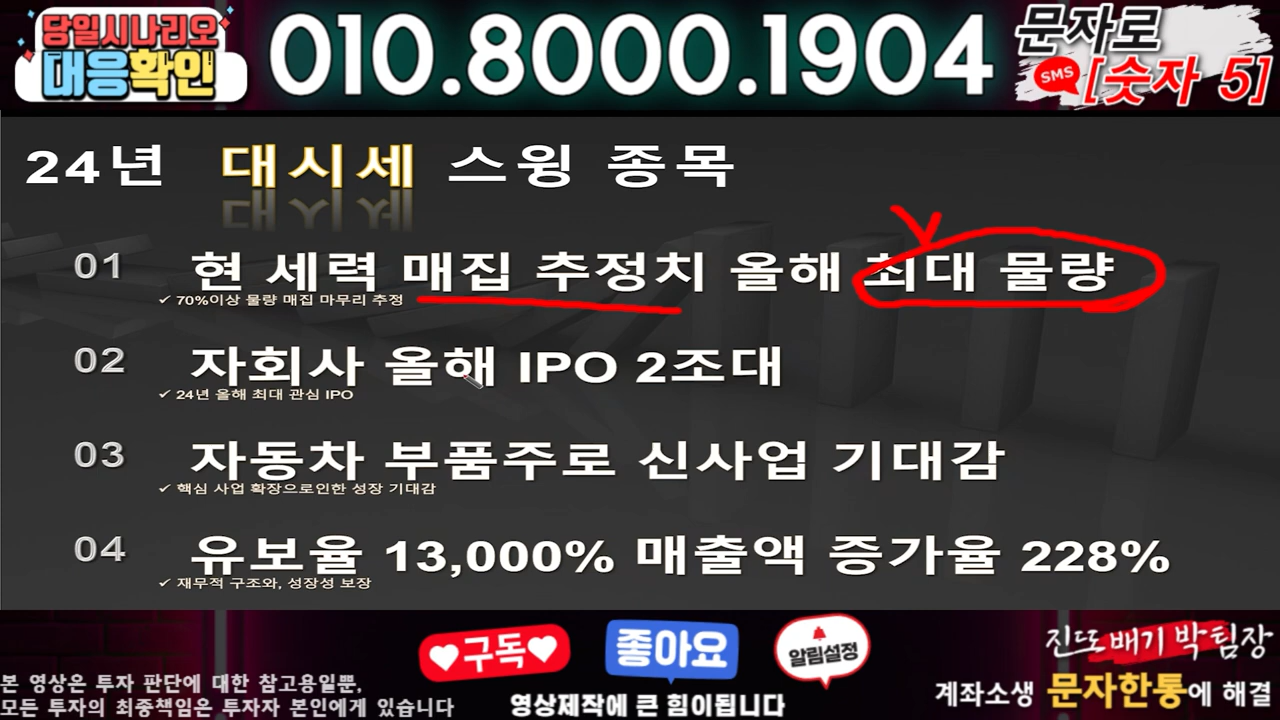 당일시나리오
대응확인
010.8000.1904
문자로
SMS
[숫자 5]
24년 대시세 스윙 종목
01 현 세력 매집 추정치 올해 최대 물량
✓ 70%이상 물량 매집 마무리 추정
02 자회사 올해 IPO 2조대
✓ 24년 올해 최대 관심 IPO
03 자동차 부품주로 신사업 기대감
✓ 핵심 사업 확장으로인한 성장 기대감
04 유보율 13,000% 매출액 증가율 228%
✓ 재무적 구조와, 성장성 보장
구독
좋아요
알림설정
영상제작에 큰 힘이됩니다
본 영상은 투자 판단에 대한 참고용일뿐,
모든 투자의 최종책임은 투자자 본인에게 있습니다
진또배기 박팀장
계좌소생 문자한통에 해결